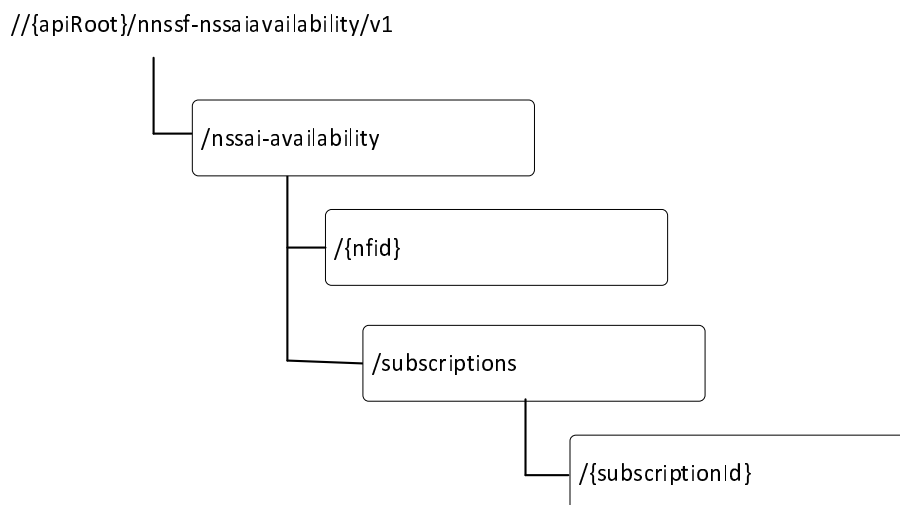 //{apiRoot}/nnssf-nssaiavailability/v1
/nssai-availability
/{nfid}
/subscriptions
/{subscriptionId}